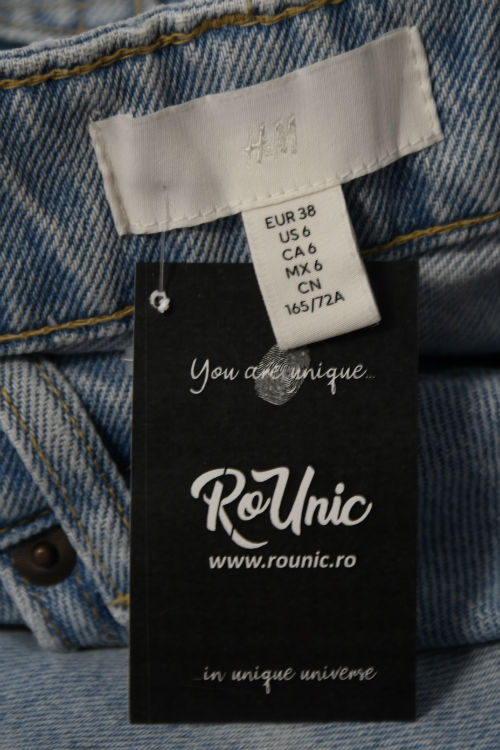 H&M
EUR 38
US 6
CA 6
MX 6
CN
165/72A
You are unique...
RoUnic
www.rounic.ro
...in unique universe